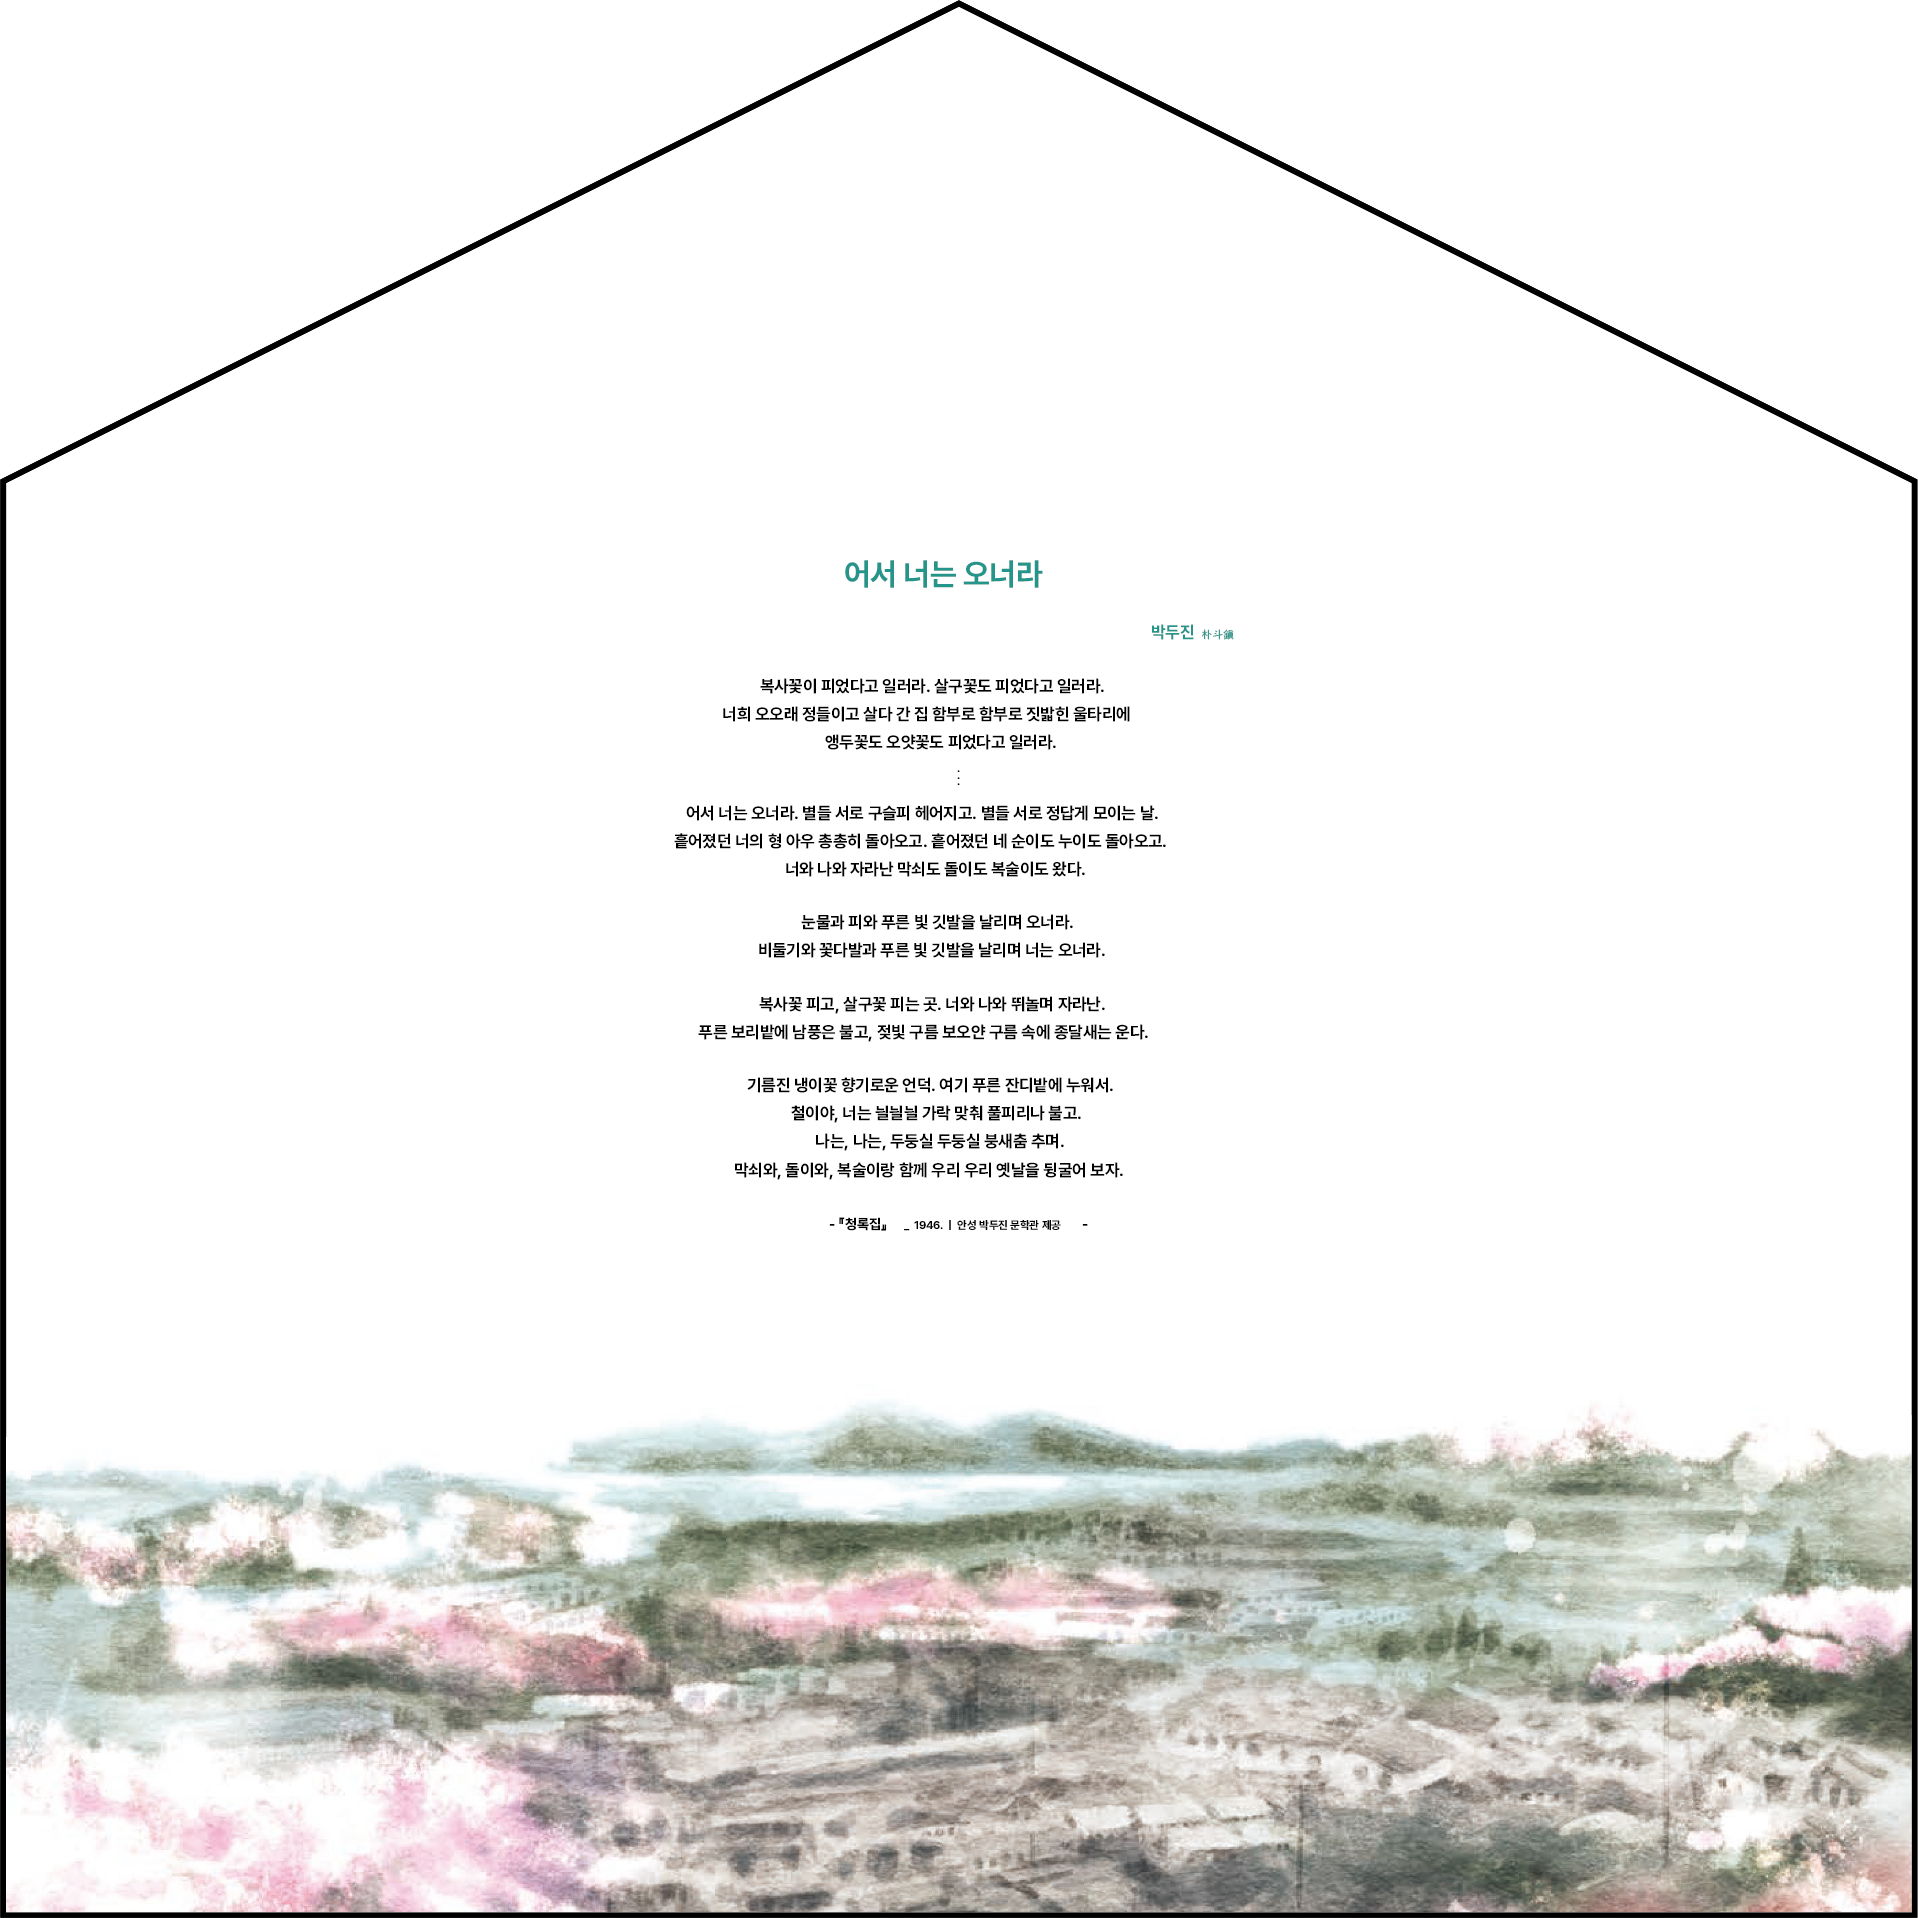 어서 너는 오너라
박두진 朴斗鎭
복사꽃이 피었다고 일러라. 살구꽃도 피었다고 일러라.
너희 오오래 정들이고 살다 간 집 함부로 함부로 짓밟힌 울타리에
앵두꽃도 오얏꽃도 피었다고 일러라.
⋮
어서 너는 오너라. 별들 서로 구슬피 헤어지고. 별들 서로 정답게 모이는 날.
흩어졌던 너의 형 아우 총총히 돌아오고. 흩어졌던 네 순이도 누이도 돌아오고.
너와 나와 자라난 막쇠도 돌이도 복술이도 왔다.
눈물과 피와 푸른 빛 깃발을 날리며 오너라.
비둘기와 꽃다발과 푸른 빛 깃발을 날리며 너는 오너라.
복사꽃 피고, 살구꽃 피는 곳. 너와 나와 뛰놀며 자라난.
푸른 보리밭에 남풍은 불고, 젖빛 구름 보오얀 구름 속에 종달새는 운다.
기름진 냉이꽃 향기로운 언덕. 여기 푸른 잔디밭에 누워서.
철이야, 너는 늴늴늴 가락 맞춰 풀피리나 불고.
나는, 나는, 두둥실 두둥실 붕새춤 추며.
막쇠와, 돌이와, 복술이랑 함께 우리 우리 옛날을 뒹굴어 보자.
-『청록집』 _ 1946. | 안성 박두진 문학관 제공 -